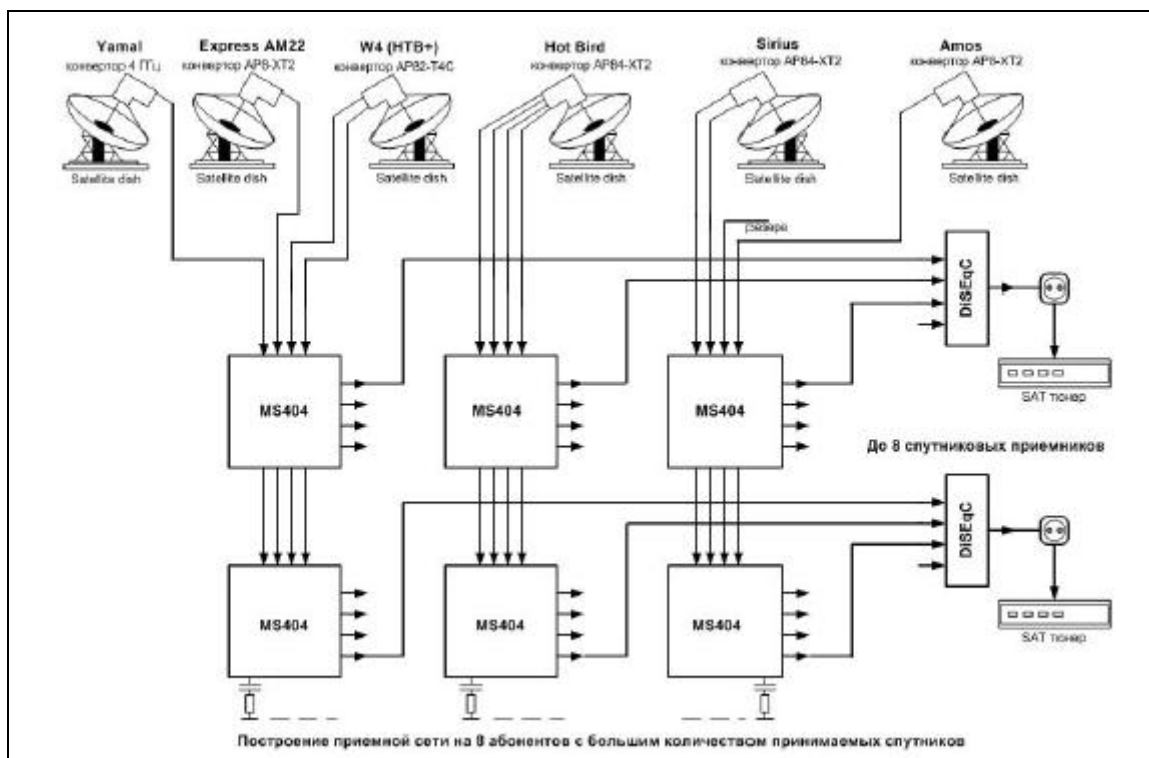 Yamal
конвертор 4 ГГц
Express AM22
конвертор AP8-XT2
W4 (НТВ+)
конвертор AP82-T4C
Hot Bird
конвертор AP84-XT2
Sirius
конвертор AP84-XT2
Amos
конвертор AP8-XT2
Satellite dish
Satellite dish
Satellite dish
Satellite dish
Satellite dish
Satellite dish
резерв
DiSEqC
SAT тюнер
MS404
MS404
MS404
До 8 спутниковых приемников
DiSEqC
SAT тюнер
MS404
MS404
MS404
Построение приемной сети на 8 абонентов с большим количеством принимаемых спутников